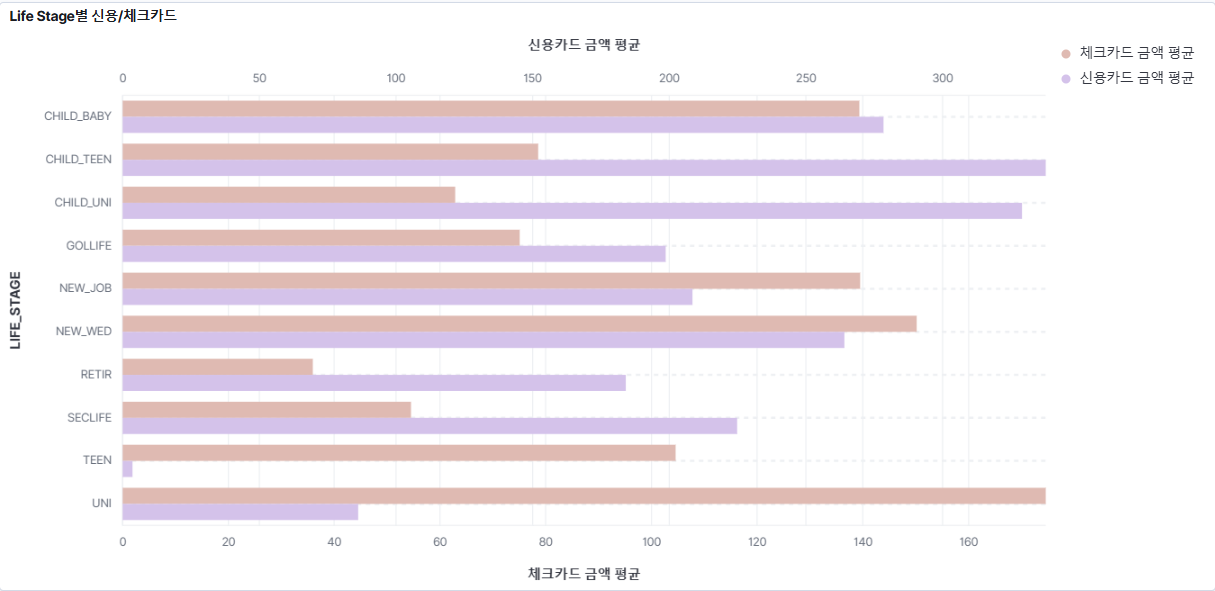 Life Stage별 신용/체크카드
신용카드 금액 평균
체크카드 금액 평균
신용카드 금액 평균
0 50 100 150 200 250 300
CHILD_BABY
CHILD_TEEN
CHILD_UNI
GOLLIFE
NEW_JOB
NEW_WED
RETIR
SECLIFE
TEEN
UNI
LIFE_STAGE
0 20 40 60 80 100 120 140 160
체크카드 금액 평균